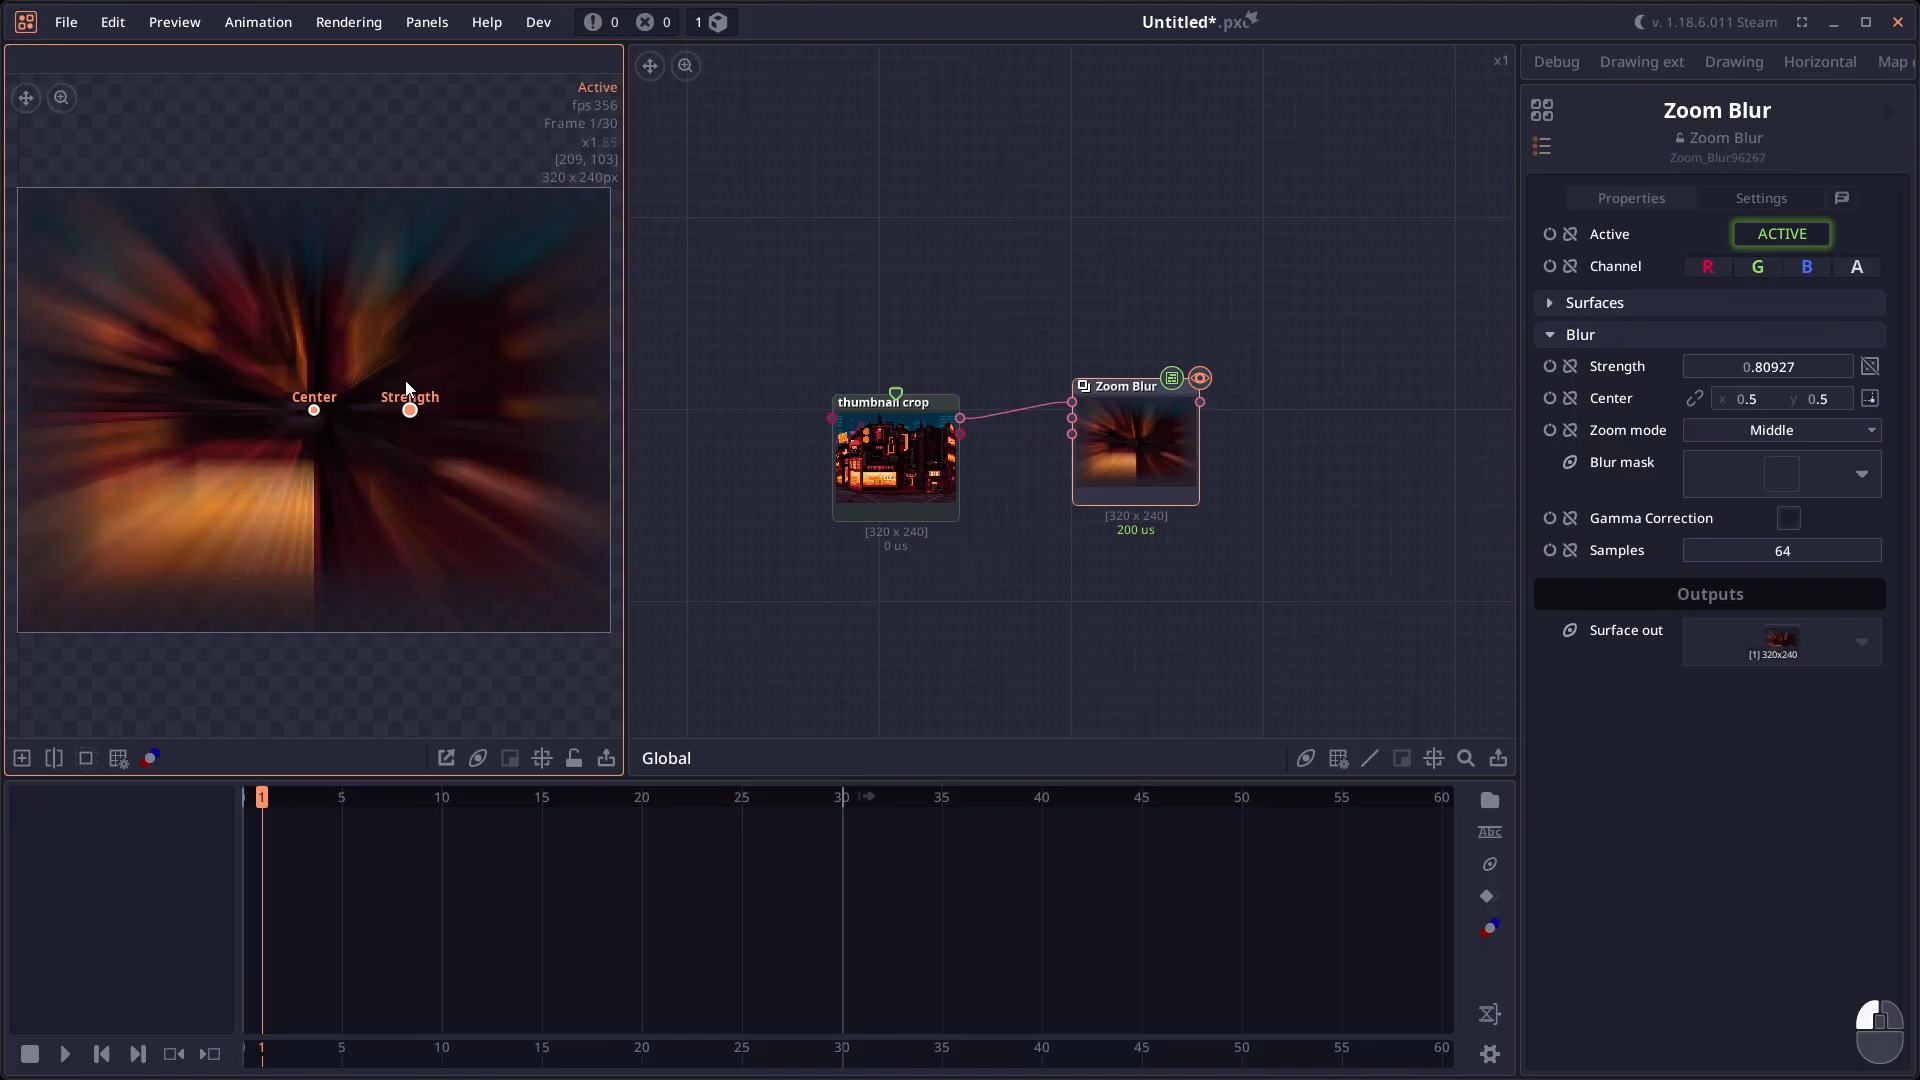 File Edit Preview Animation Rendering Panels Help Dev 0 0 1 Untitled*.pxc v. 1.18.6.011 Steam
Active
fps 356
Frame 1/30
x1.85
[209, 103]
320 x 240px
Center Strength
x1
thumbnail crop
[320 x 240]
0 us
Zoom Blur
[320 x 240]
200 us
Global
Debug Drawing ext Drawing Horizontal Map
Zoom Blur
Zoom Blur
Zoom_Blur96267
Properties Settings
Active ACTIVE
Channel R G B A
Surfaces
Blur
Strength 0.80927
Center x 0.5 y 0.5
Zoom mode Middle
Blur mask
Gamma Correction
Samples 64
Outputs
Surface out
[1] 320x240
1 5 10 15 20 25 30 35 40 45 50 55 60
Abc
1 5 10 15 20 25 30 35 40 45 50 55 60